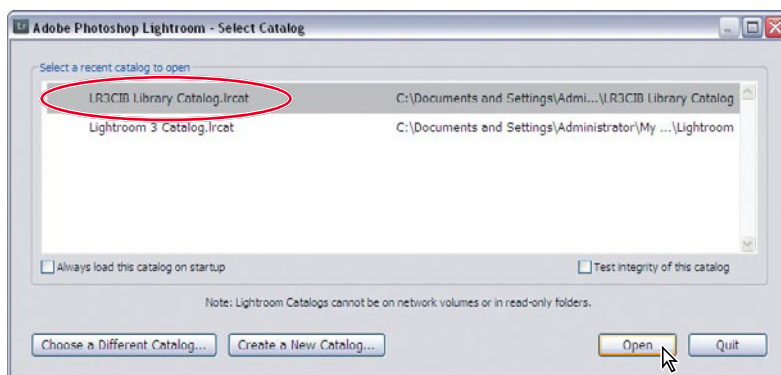 Lr Adobe Photoshop Lightroom - Select Catalog
Select a recent catalog to open
LR3CIB Library Catalog.lrcat C:\Documents and Settings\Admi...\LR3CIB Library Catalog
Lightroom 3 Catalog.lrcat C:\Documents and Settings\Administrator\My ...\Lightroom
Always load this catalog on startup Test integrity of this catalog
Note: Lightroom Catalogs cannot be on network volumes or in read-only folders.
Choose a Different Catalog... Create a New Catalog... Open Quit